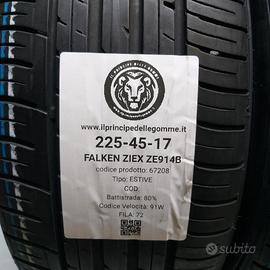 IL PRINCIPE DELLE GOMME
www.ilprincipedellegomme.it
225-45-17
FALKEN ZIEX ZE914B
codice prodotto: 67208
Tipo: ESTIVE
COD:
Battistrada: 80%
Codice Velocità: 91W
FILA: 72
subito